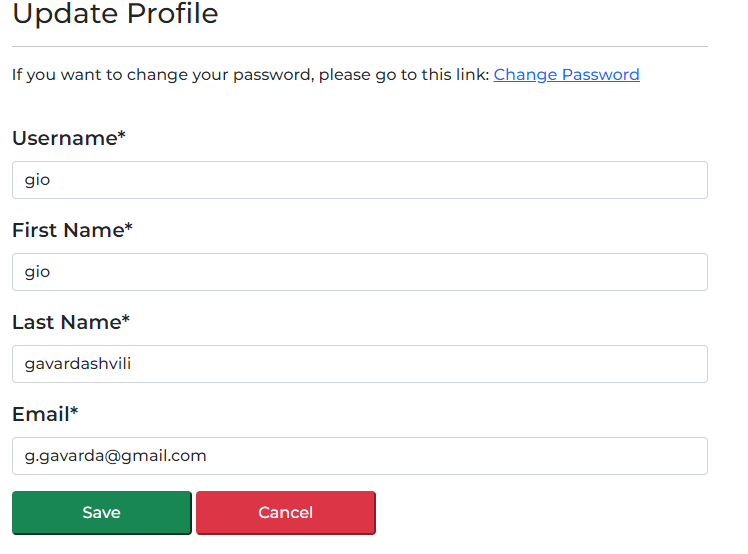 Update Profile
If you want to change your password, please go to this link: Change Password
Username*
gio
First Name*
gio
Last Name*
gavardashvili
Email*
g.gavarda@gmail.com
Save Cancel